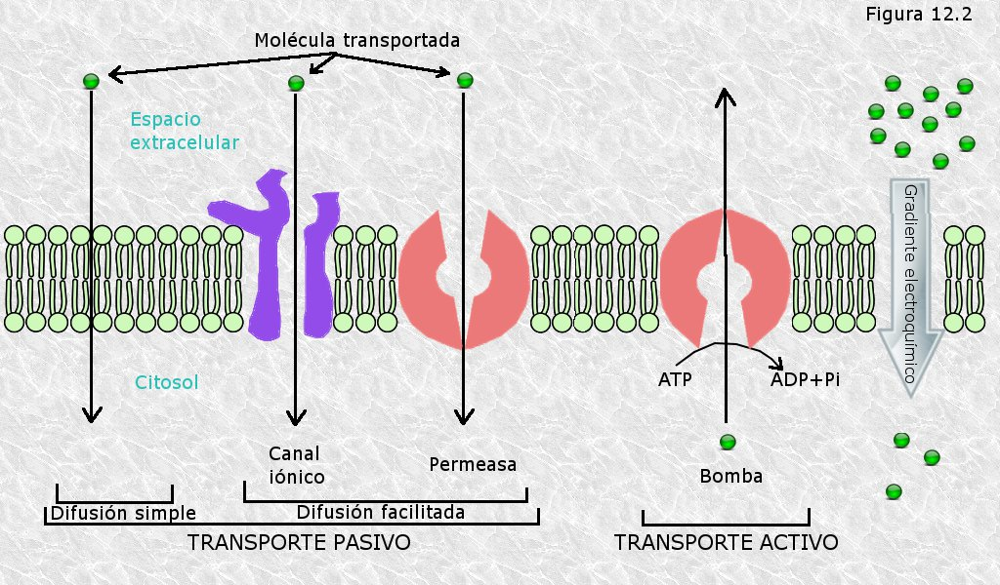 Figura 12.2
Molécula transportada
Espacio
extracelular
Gradiente electroquímico
Citosol
ATP
ADP+Pi
Canal
iónico
Permeasa
Bomba
Difusión simple
Difusión facilitada
TRANSPORTE PASIVO
TRANSPORTE ACTIVO